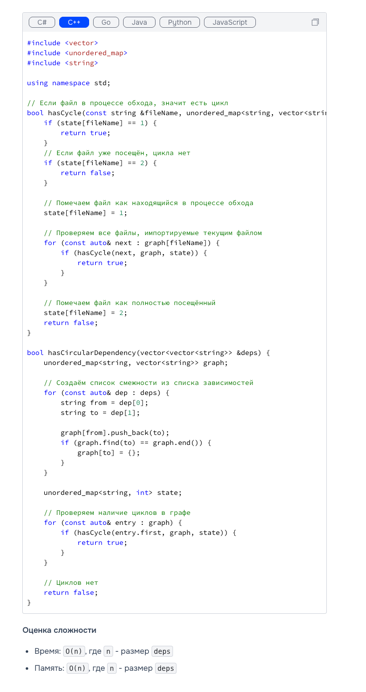 C#
C++
Go
Java
Python
JavaScript
#include <vector>
#include <unordered_map>
#include <string>
using namespace std;
// Если файл в процессе обхода, значит есть цикл
bool hasCycle(const string &fileName, unordered_map<string, vector<strin
if (state[fileName] == 1) {
return true;
}
// Если файл уже посещён, цикла нет
if (state[fileName] == 2) {
return false;
}
// Помечаем файл как находящийся в процессе обхода
state[fileName] = 1;
// Проверяем все файлы, импортируемые текущим файлом
for (const auto& next : graph[fileName]) {
if (hasCycle(next, graph, state)) {
return true;
}
}
// Помечаем файл как полностью посещённый
state[fileName] = 2;
return false;
}
bool hasCircularDependency(vector<vector<string>> &deps) {
unordered_map<string, vector<string>> graph;
// Создаём список смежности из списка зависимостей
for (const auto& dep : deps) {
string from = dep[0];
string to = dep[1];
graph[from].push_back(to);
if (graph.find(to) == graph.end()) {
graph[to] = {};
}
}
unordered_map<string, int> state;
// Проверяем наличие циклов в графе
for (const auto& entry : graph) {
if (hasCycle(entry.first, graph, state)) {
return true;
}
}
// Циклов нет
return false;
}
Оценка сложности
• Время: O(n), где n - размер deps
• Память: O(n), где n - размер deps